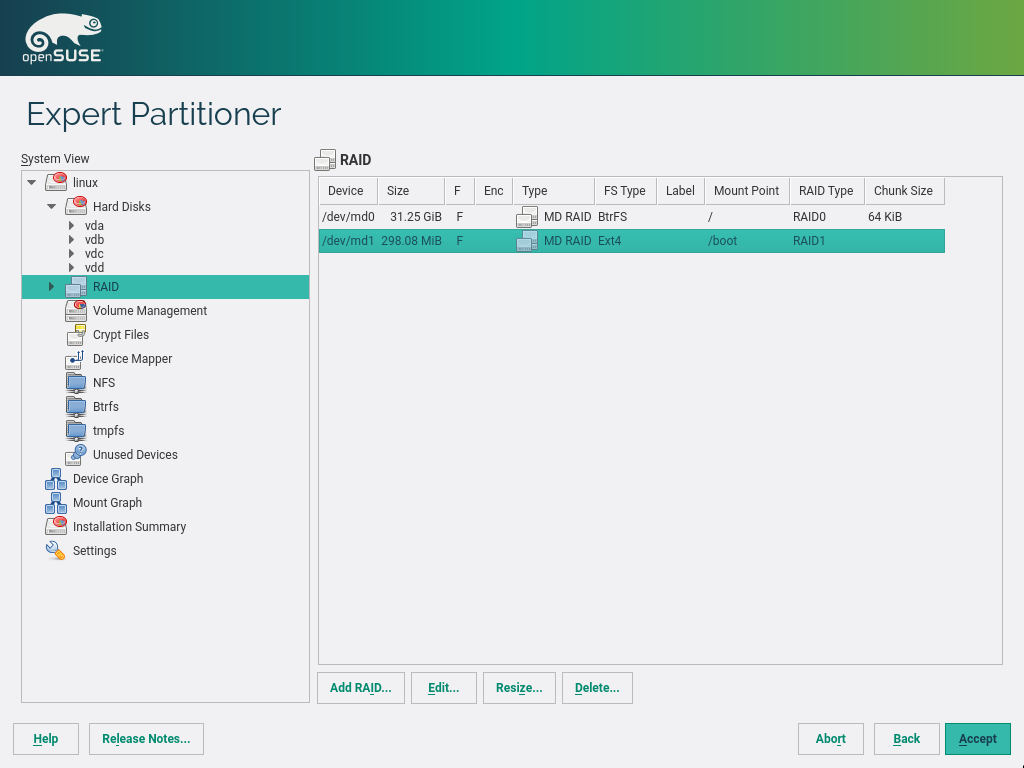 openSUSE
Expert Partitioner
System View
linux
Hard Disks
vda
vdb
vdc
vdd
RAID
Volume Management
Crypt Files
Device Mapper
NFS
Btrfs
tmpfs
Unused Devices
Device Graph
Mount Graph
Installation Summary
Settings
RAID
Device Size F Enc Type FS Type Label Mount Point RAID Type Chunk Size
/dev/md0 31.25 GiB F MD RAID BtrFS / RAID0 64 KiB
/dev/md1 298.08 MiB F MD RAID Ext4 /boot RAID1
Add RAID... Edit... Resize... Delete...
Help Release Notes... Abort Back Accept